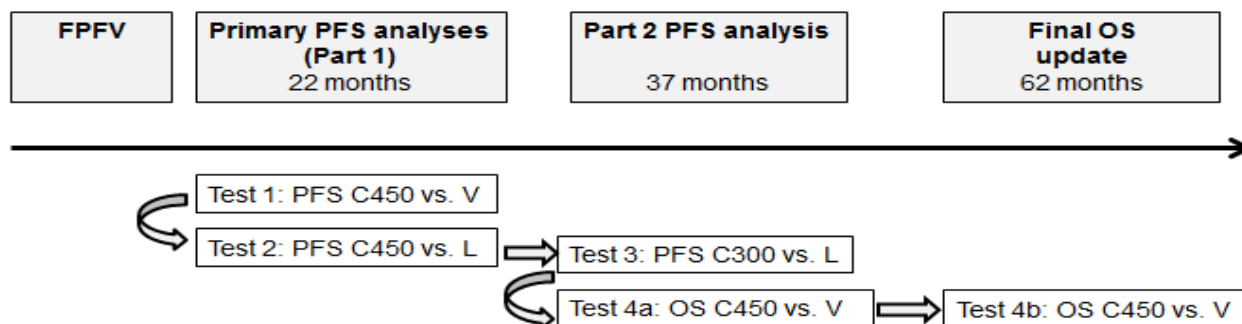 FPFV
Primary PFS analyses
(Part 1)
22 months
Part 2 PFS analysis
37 months
Final OS
update
62 months
Test 1: PFS C450 vs. V
Test 2: PFS C450 vs. L
Test 3: PFS C300 vs. L
Test 4a: OS C450 vs. V
Test 4b: OS C450 vs. V